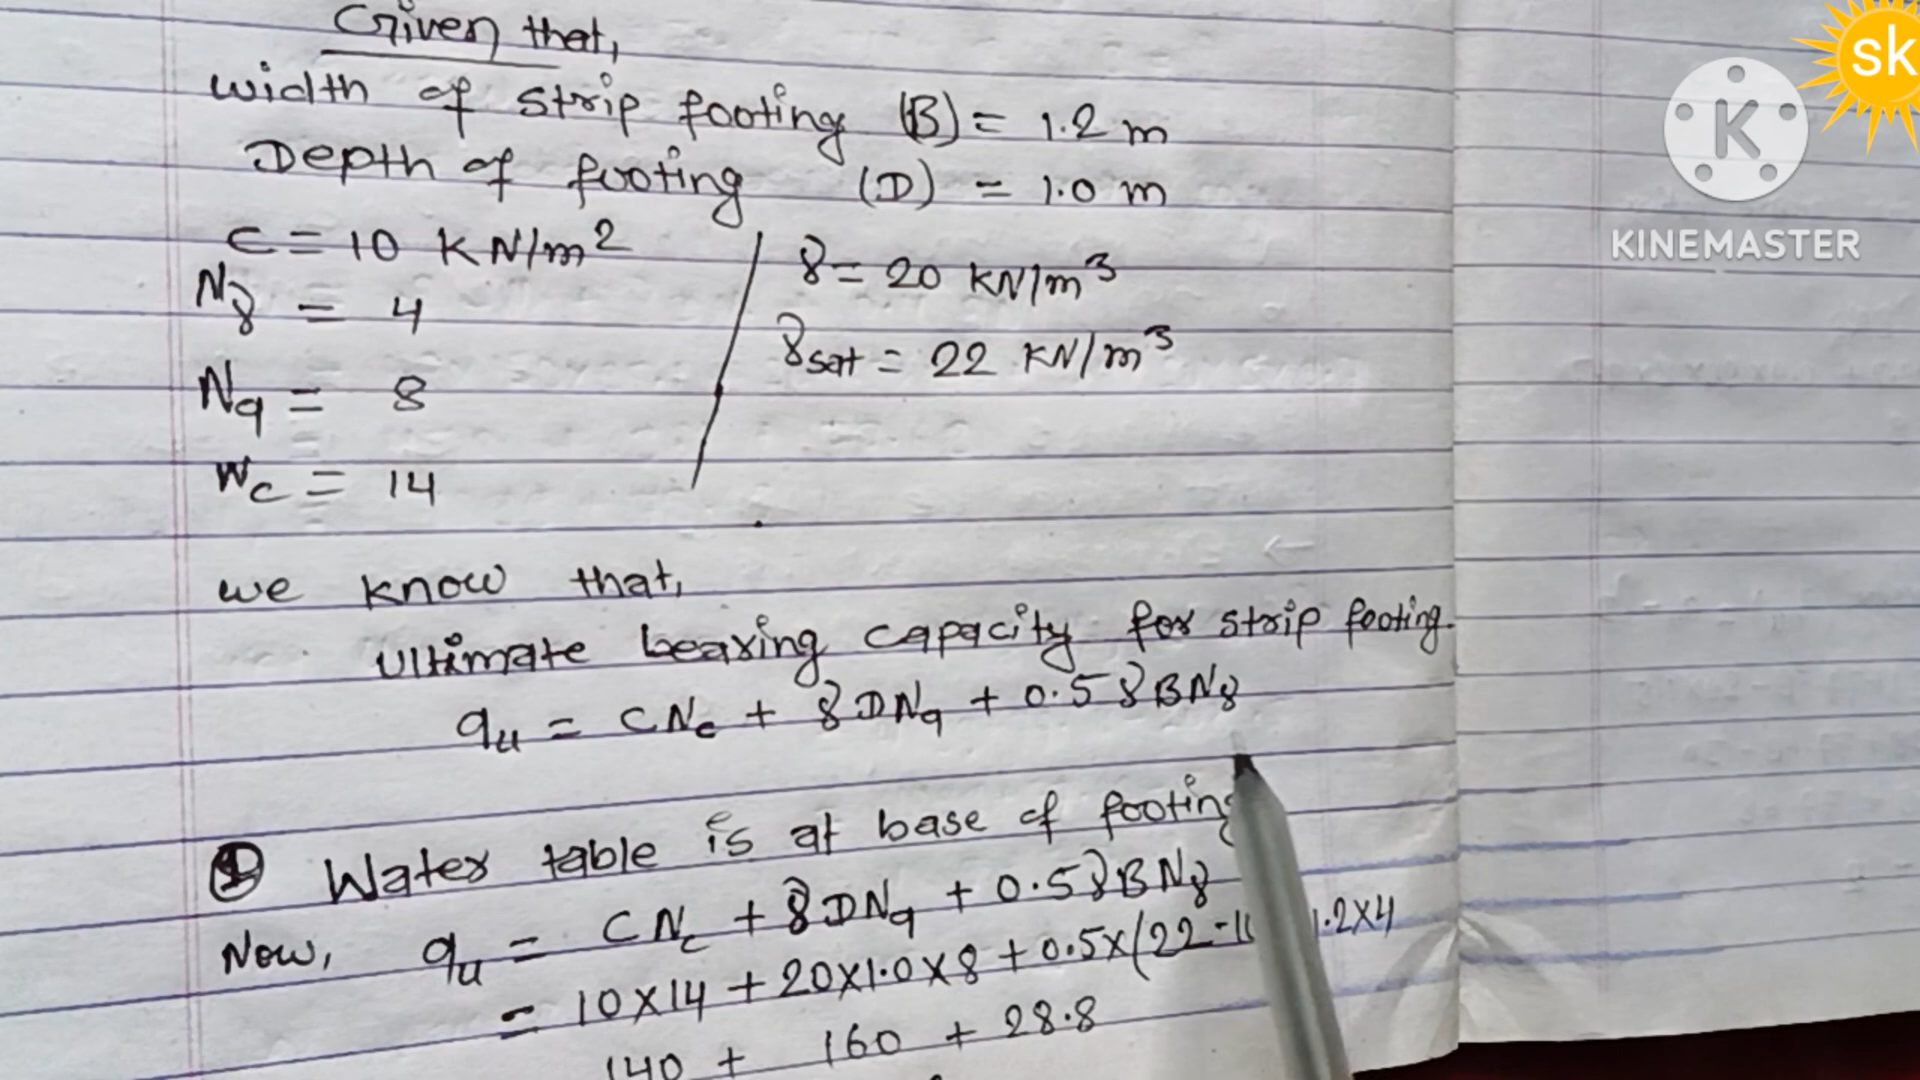 Given that,
width of strip footing (B) = 1.2 m
Depth of footing (D) = 1.0 m
C = 10 KN/m²
γ = 20 KN/m³
Nγ = 4
γsat = 22 KN/m³
Nq = 8
Nc = 14
we know that,
Ultimate bearing capacity for strip footing.
qu = CNc + γDNq + 0.5γBNγ
① Water table is at base of footing
Now, qu = CNc + γDNq + 0.5γBNγ
= 10×14 + 20×1.0×8 + 0.5×(22-1 1.2×4
140 + 160 + 28.8
sk
K
KINEMASTER